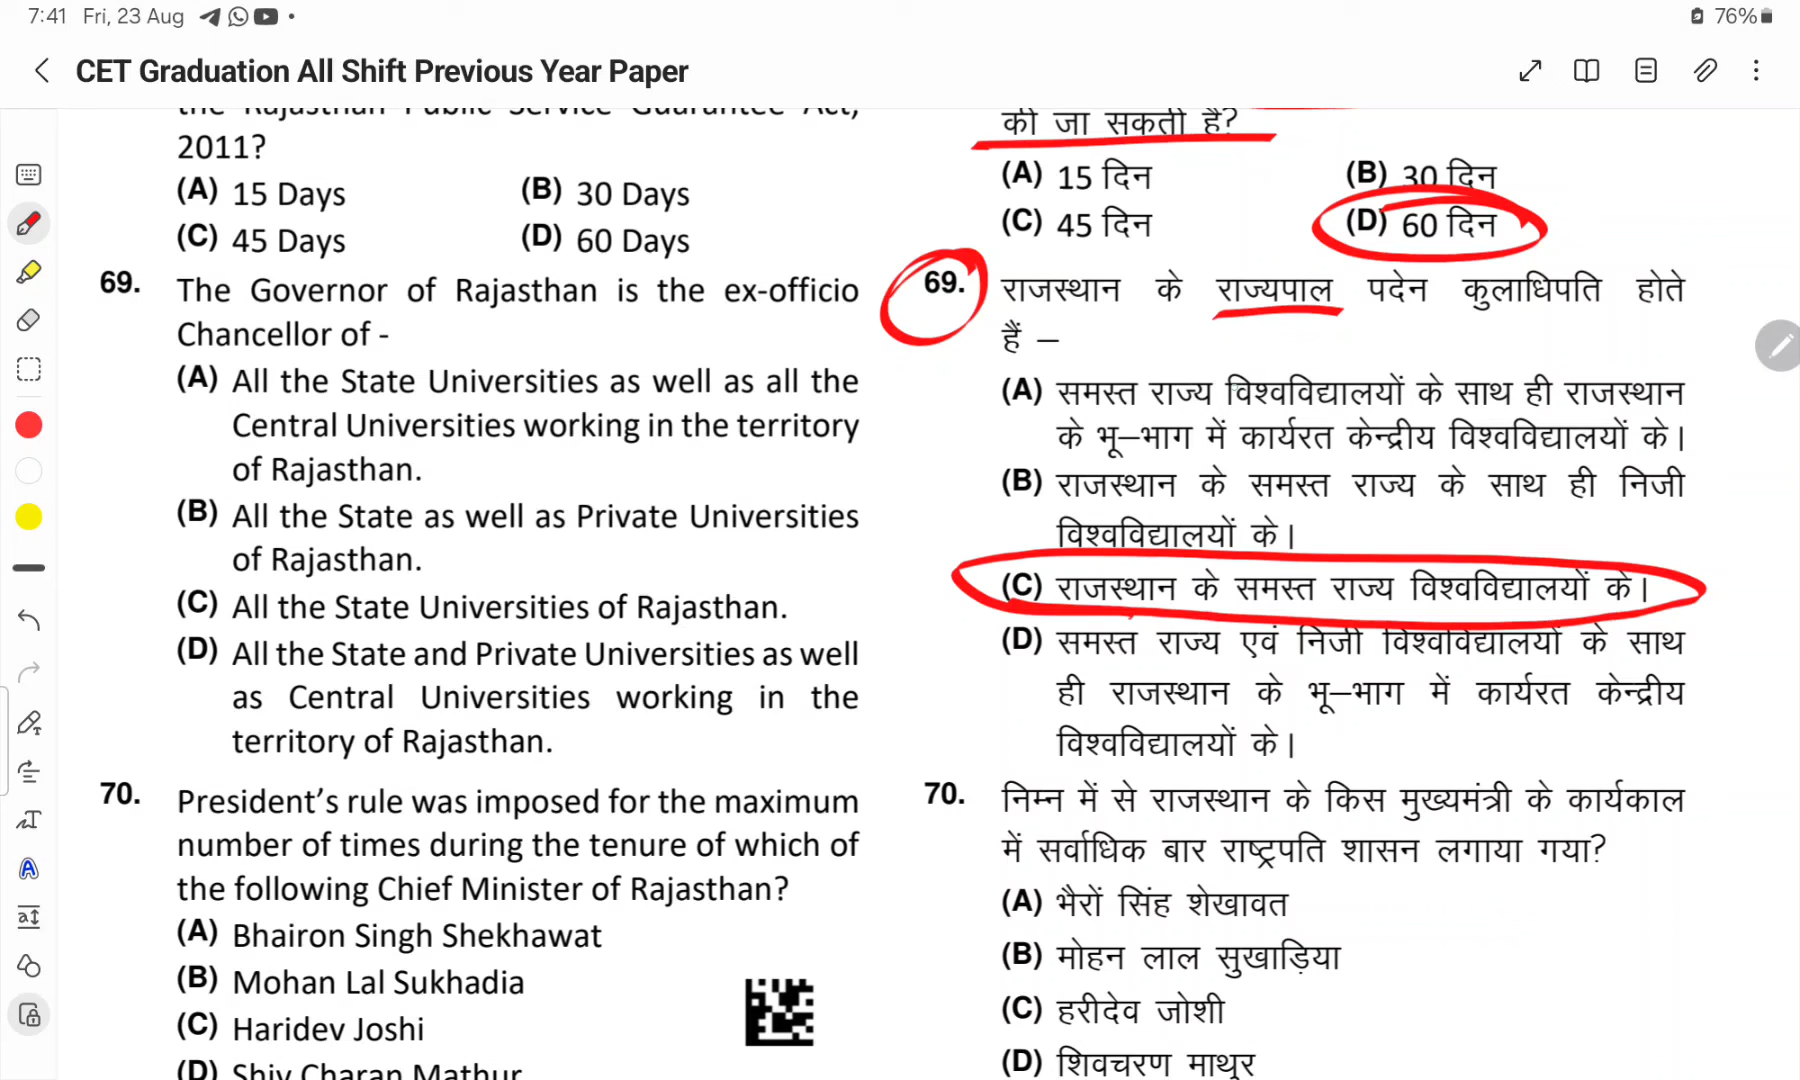 7:41 Fri, 23 Aug
76%
CET Graduation All Shift Previous Year Paper
the Rajasthan Public Service Guarantee Act,
2011?
(A) 15 Days (B) 30 Days
(C) 45 Days (D) 60 Days
69. The Governor of Rajasthan is the ex-officio
Chancellor of -
(A) All the State Universities as well as all the
Central Universities working in the territory
of Rajasthan.
(B) All the State as well as Private Universities
of Rajasthan.
(C) All the State Universities of Rajasthan.
(D) All the State and Private Universities as well
as Central Universities working in the
territory of Rajasthan.
70. President's rule was imposed for the maximum
number of times during the tenure of which of
the following Chief Minister of Rajasthan?
(A) Bhairon Singh Shekhawat
(B) Mohan Lal Sukhadia
(C) Haridev Joshi
(D) Shiv Charan Mathur
की जा सकती है?
(A) 15 दिन (B) 30 दिन
(C) 45 दिन (D) 60 दिन
69. राजस्थान के राज्यपाल पदेन कुलाधिपति होते
हैं –
(A) समस्त राज्य विश्वविद्यालयों के साथ ही राजस्थान
के भू–भाग में कार्यरत केन्द्रीय विश्वविद्यालयों के।
(B) राजस्थान के समस्त राज्य के साथ ही निजी
विश्वविद्यालयों के।
(C) राजस्थान के समस्त राज्य विश्वविद्यालयों के।
(D) समस्त राज्य एवं निजी विश्वविद्यालयों के साथ
ही राजस्थान के भू–भाग में कार्यरत केन्द्रीय
विश्वविद्यालयों के।
70. निम्न में से राजस्थान के किस मुख्यमंत्री के कार्यकाल
में सर्वाधिक बार राष्ट्रपति शासन लगाया गया?
(A) भैरों सिंह शेखावत
(B) मोहन लाल सुखाड़िया
(C) हरीदेव जोशी
(D) शिवचरण माथुर